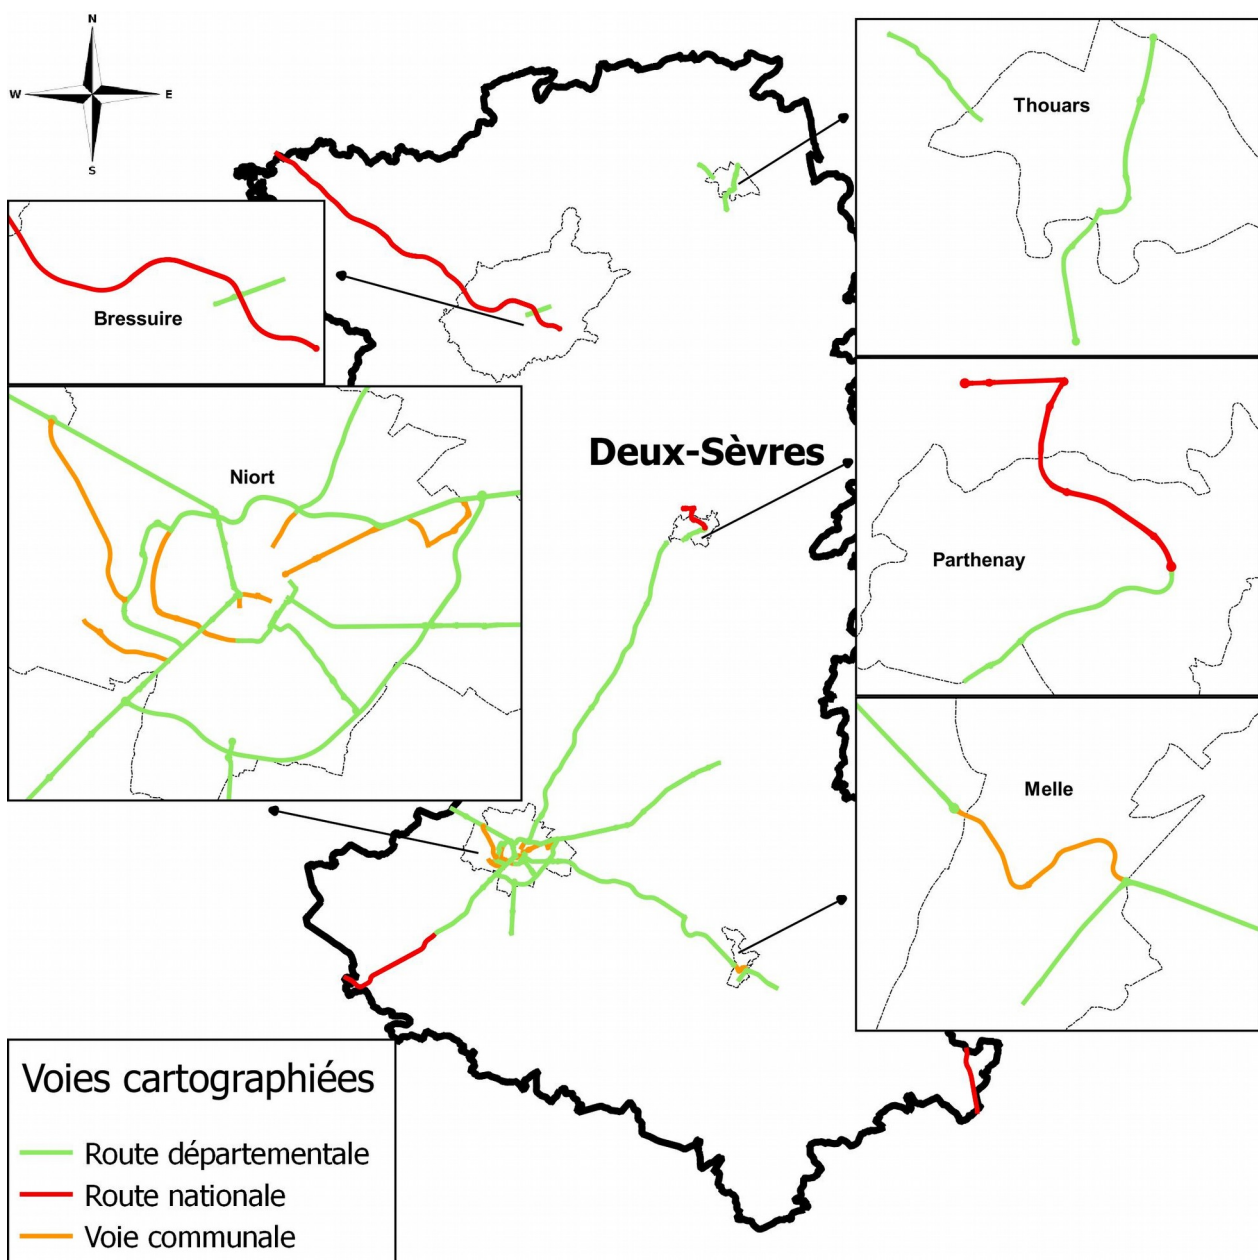 N
W
E
S
Thouars
Bressuire
Niort
Deux-Sèvres
Parthenay
Melle
Voies cartographiées
Route départementale
Route nationale
Voie communale